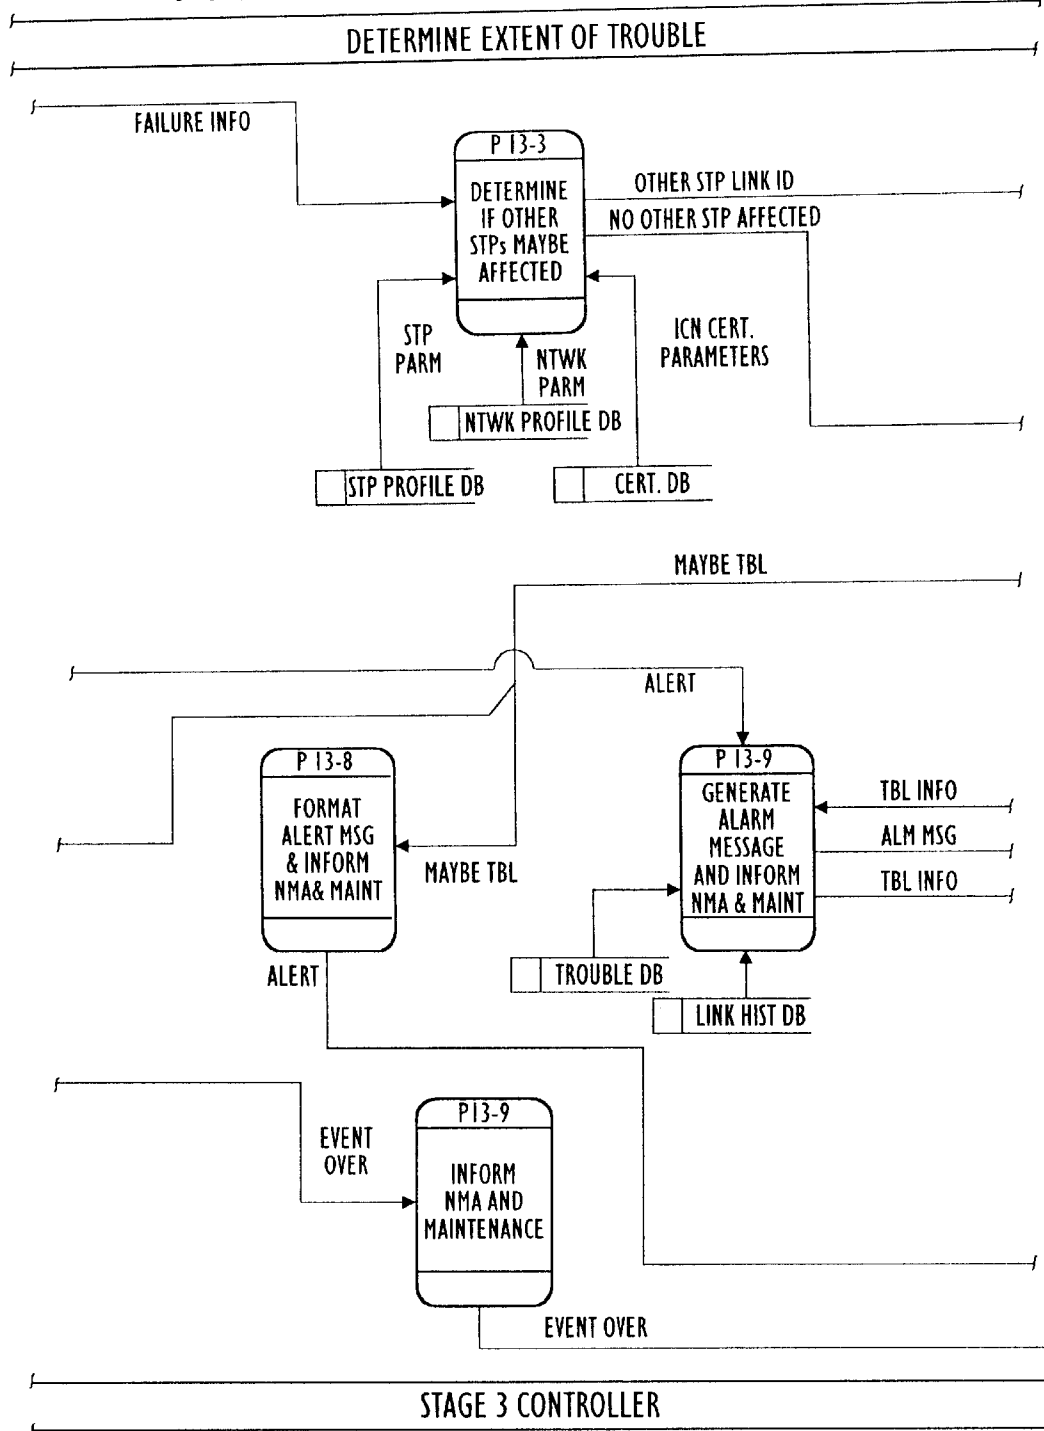 DETERMINE EXTENT OF TROUBLE
FAILURE INFO
P 13-3
DETERMINE
IF OTHER
STPs MAYBE
AFFECTED
OTHER STP LINK ID
NO OTHER STP AFFECTED
STP
PARM
NTWK
PARM
ICN CERT.
PARAMETERS
NTWK PROFILE DB
STP PROFILE DB
CERT. DB
MAYBE TBL
ALERT
P 13-8
FORMAT
ALERT MSG
& INFORM
NMA& MAINT
MAYBE TBL
ALERT
P 13-9
GENERATE
ALARM
MESSAGE
AND INFORM
NMA & MAINT
TBL INFO
ALM MSG
TBL INFO
TROUBLE DB
LINK HIST DB
EVENT
OVER
P13-9
INFORM
NMA AND
MAINTENANCE
EVENT OVER
STAGE 3 CONTROLLER